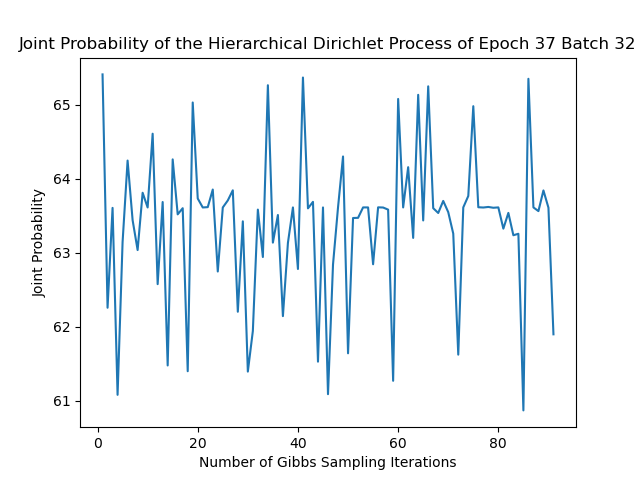 Joint Probability of the Hierarchical Dirichlet Process of Epoch 37 Batch 32
65
64
63
62
61
Joint Probability
0 20 40 60 80
Number of Gibbs Sampling Iterations